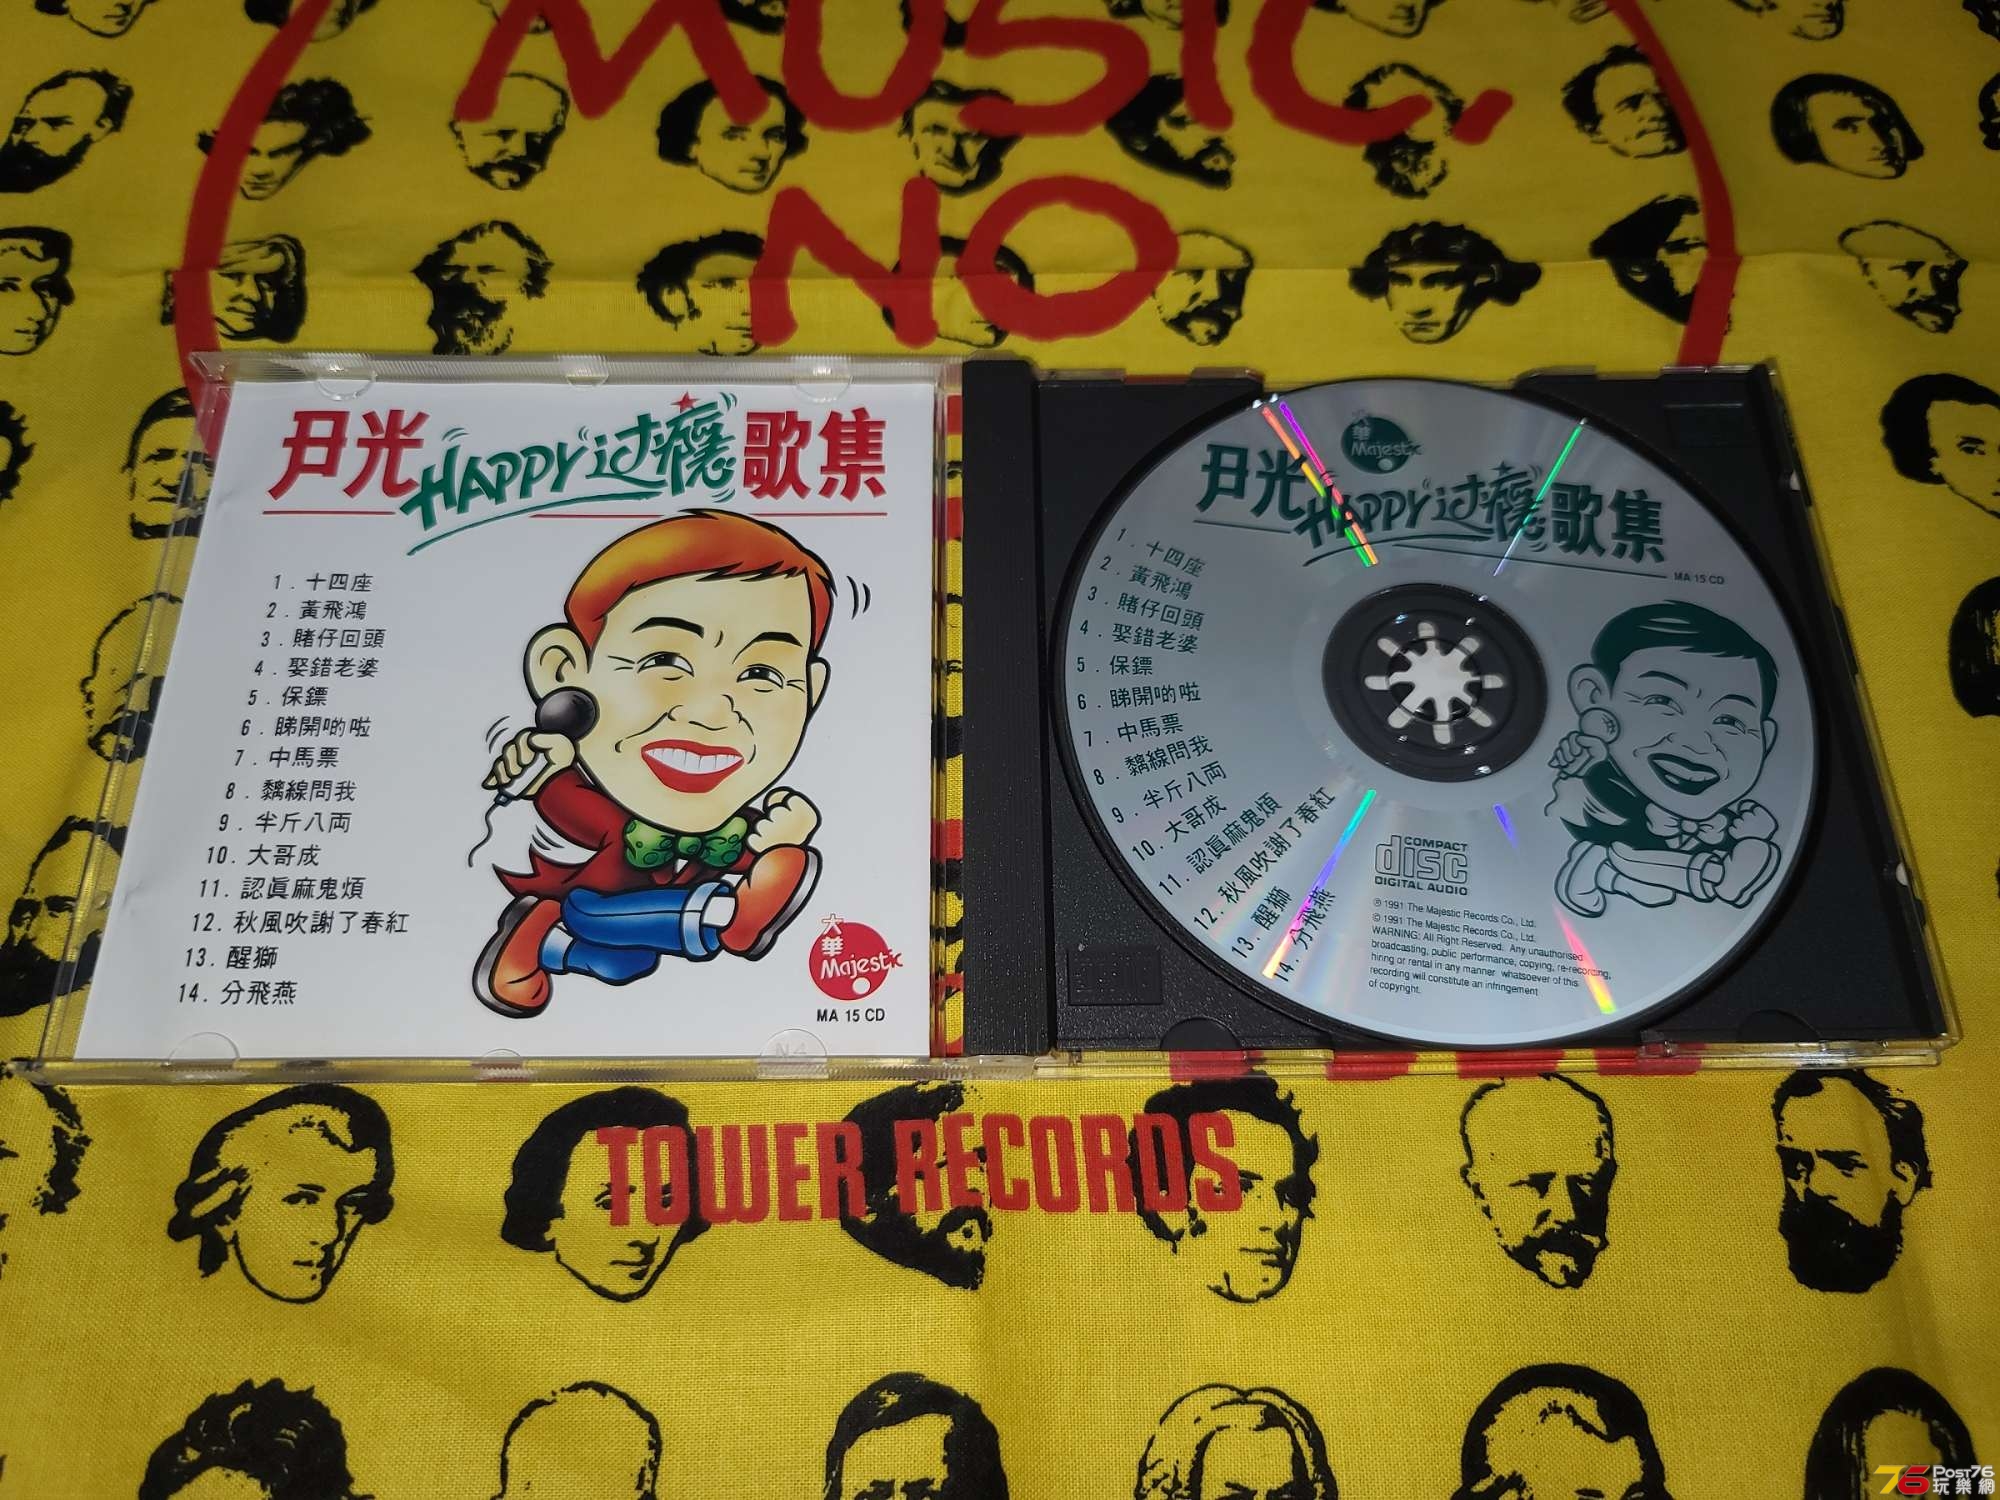 MUSIC,
NO
尹光HAPPY过癮歌集
1．十四座
2．黃飛鴻
3．賭仔回頭
4．娶錯老婆
5．保鏢
6．睇開啲啦
7．中馬票
8．黐線問我
9．半斤八両
10．大哥成
11．認眞麻鬼煩
12．秋風吹謝了春紅
13．醒獅
14．分飛燕
大華
Majestic
MA 15 CD
大華
Majestic
尹光HAPPY过癮歌集
MA 15 CD
1．十四座
2．黃飛鴻
3．賭仔回頭
4．娶錯老婆
5．保鏢
6．睇開啲啦
7．中馬票
8．黐線問我
9．半斤八両
10．大哥成
11．認眞麻鬼煩
12．秋風吹謝了春紅
13．醒獅
14．分飛燕
COMPACT
disc
DIGITAL AUDIO
℗ 1991 The Majestic Records Co., Ltd.
© 1991 The Majestic Records Co., Ltd.
WARNING: All Right Reserved. Any unauthorised
broadcasting, public performance, copying, re-recording,
hiring or rental in any manner whatsoever of this
recording will constitute an infringement
of copyright.
TOWER RECORDS
76 Post76
玩樂網